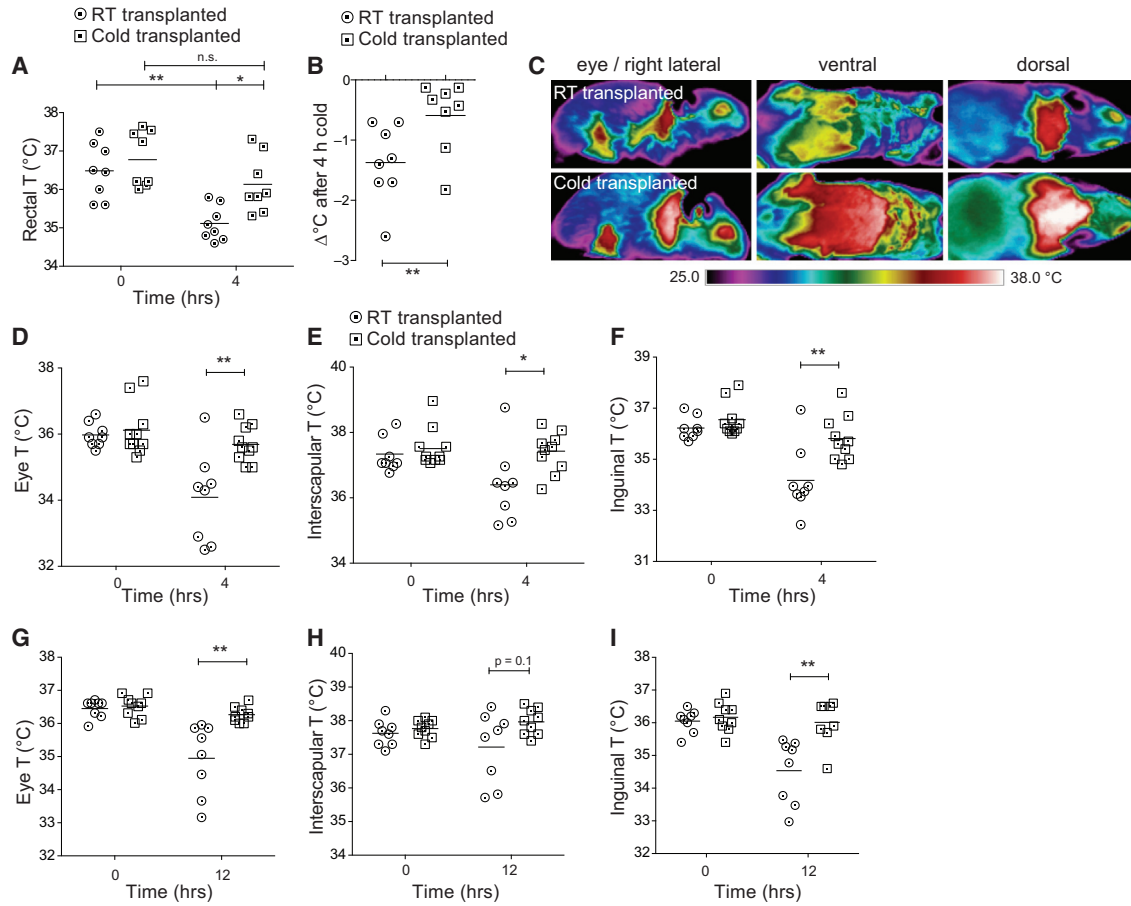 RT transplanted
Cold transplanted
RT transplanted
Cold transplanted
A
n.s.
**
*
Rectal T (°C)
38
37
36
35
34
0
4
Time (hrs)
B
Δ°C after 4 h cold
0
−1
−2
−3
**
C
eye / right lateral
ventral
dorsal
RT transplanted
Cold transplanted
25.0
38.0 °C
D
Eye T (°C)
38
36
34
32
**
0
4
Time (hrs)
RT transplanted
Cold transplanted
E
Interscapular T (°C)
40
38
36
34
*
0
4
Time (hrs)
F
Inguinal T (°C)
39
37
35
33
31
**
0
4
Time (hrs)
G
Eye T (°C)
38
37
36
35
34
33
32
**
0
12
Time (hrs)
H
Interscapular T (°C)
40
39
38
37
36
35
34
p = 0.1
0
12
Time (hrs)
I
Inguinal T (°C)
38
37
36
35
34
33
32
**
0
12
Time (hrs)